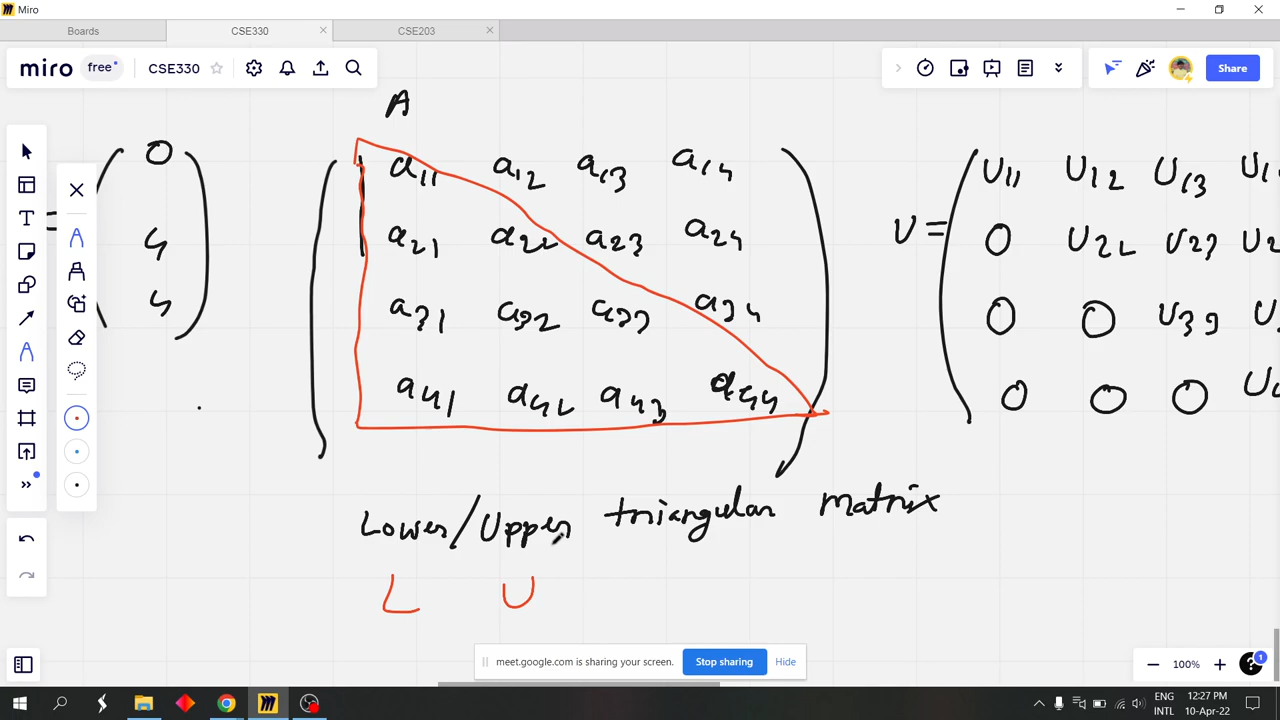 Miro
Boards CSE330 CSE203
miro free CSE330 Share
A
0 a11 a12 a13 a14 U11 U12 U13
4 a21 a22 a23 a24 U = 0 U22 U23
4 a31 a32 a33 a34 0 0 U33
a41 a42 a43 a44 0 0 0
Lower/Upper triangular matrix
L U
meet.google.com is sharing your screen. Stop sharing Hide
100% 1
ENG 12:27 PM
INTL 10-Apr-22